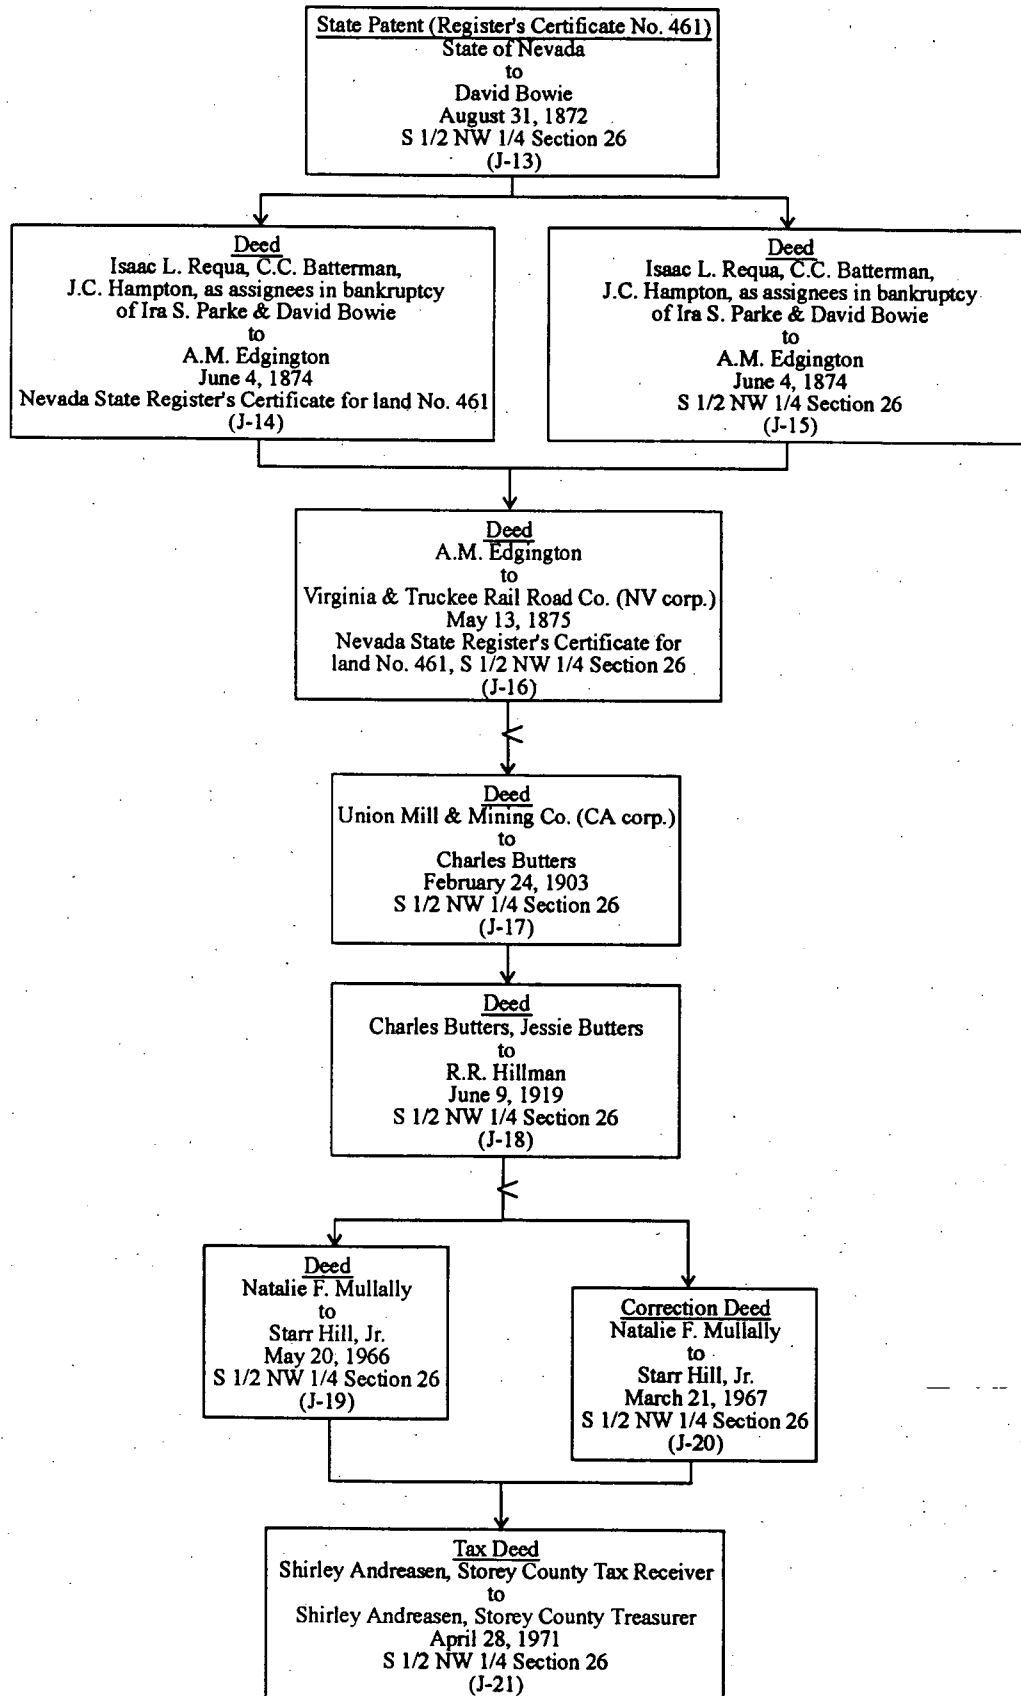 State Patent (Register's Certificate No. 461)
State of Nevada
to
David Bowie
August 31, 1872
S 1/2 NW 1/4 Section 26
(J-13)
Deed
Isaac L. Requa, C.C. Batterman,
J.C. Hampton, as assignees in bankruptcy
of Ira S. Parke & David Bowie
to
A.M. Edgington
June 4, 1874
Nevada State Register's Certificate for land No. 461
(J-14)
Deed
Isaac L. Requa, C.C. Batterman,
J.C. Hampton, as assignees in bankruptcy
of Ira S. Parke & David Bowie
to
A.M. Edgington
June 4, 1874
S 1/2 NW 1/4 Section 26
(J-15)
Deed
A.M. Edgington
to
Virginia & Truckee Rail Road Co. (NV corp.)
May 13, 1875
Nevada State Register's Certificate for
land No. 461, S 1/2 NW 1/4 Section 26
(J-16)
Deed
Union Mill & Mining Co. (CA corp.)
to
Charles Butters
February 24, 1903
S 1/2 NW 1/4 Section 26
(J-17)
Deed
Charles Butters, Jessie Butters
to
R.R. Hillman
June 9, 1919
S 1/2 NW 1/4 Section 26
(J-18)
Deed
Natalie F. Mullally
to
Starr Hill, Jr.
May 20, 1966
S 1/2 NW 1/4 Section 26
(J-19)
Correction Deed
Natalie F. Mullally
to
Starr Hill, Jr.
March 21, 1967
S 1/2 NW 1/4 Section 26
(J-20)
Tax Deed
Shirley Andreasen, Storey County Tax Receiver
to
Shirley Andreasen, Storey County Treasurer
April 28, 1971
S 1/2 NW 1/4 Section 26
(J-21)